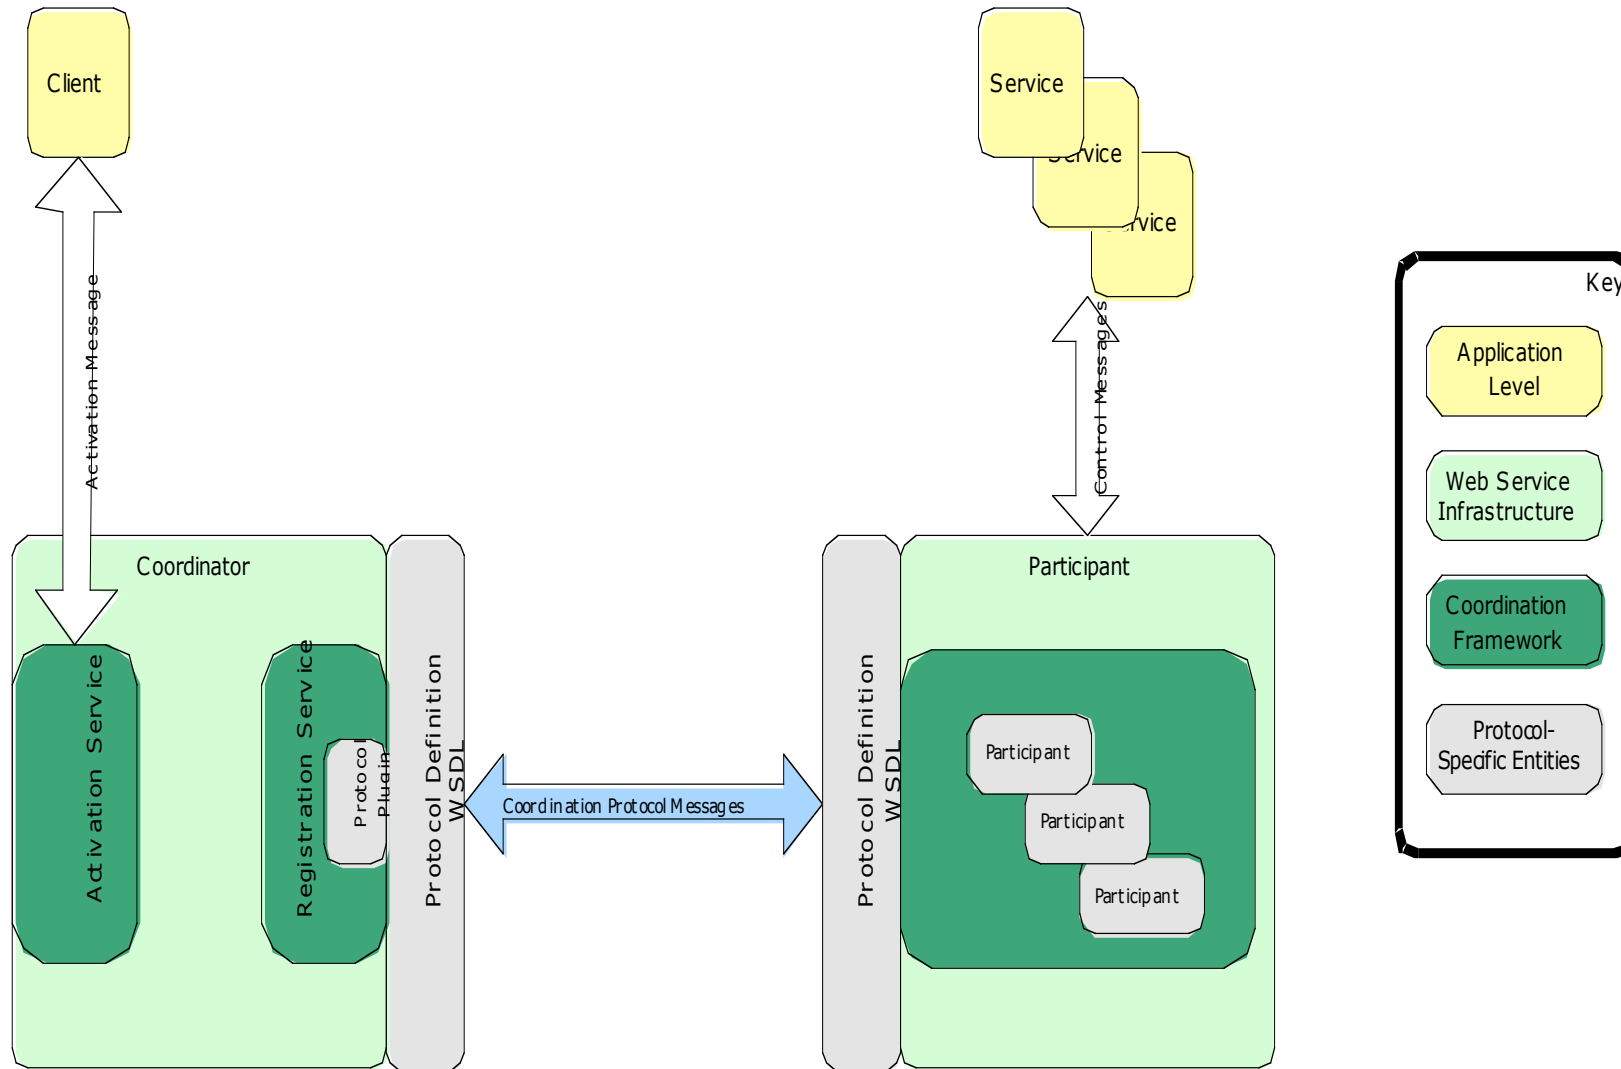 Client
Service
Service
Service
Activation Message
Control Messages
Key
Application
Level
Web Service
Infrastructure
Coordination
Framework
Protocol-
Specific Entities
Coordinator
Activation Service
Registration Service
Protocol
Plugin
Protocol Definition
WSDL
Coordination Protocol Messages
Protocol Definition
WSDL
Participant
Participant
Participant
Participant